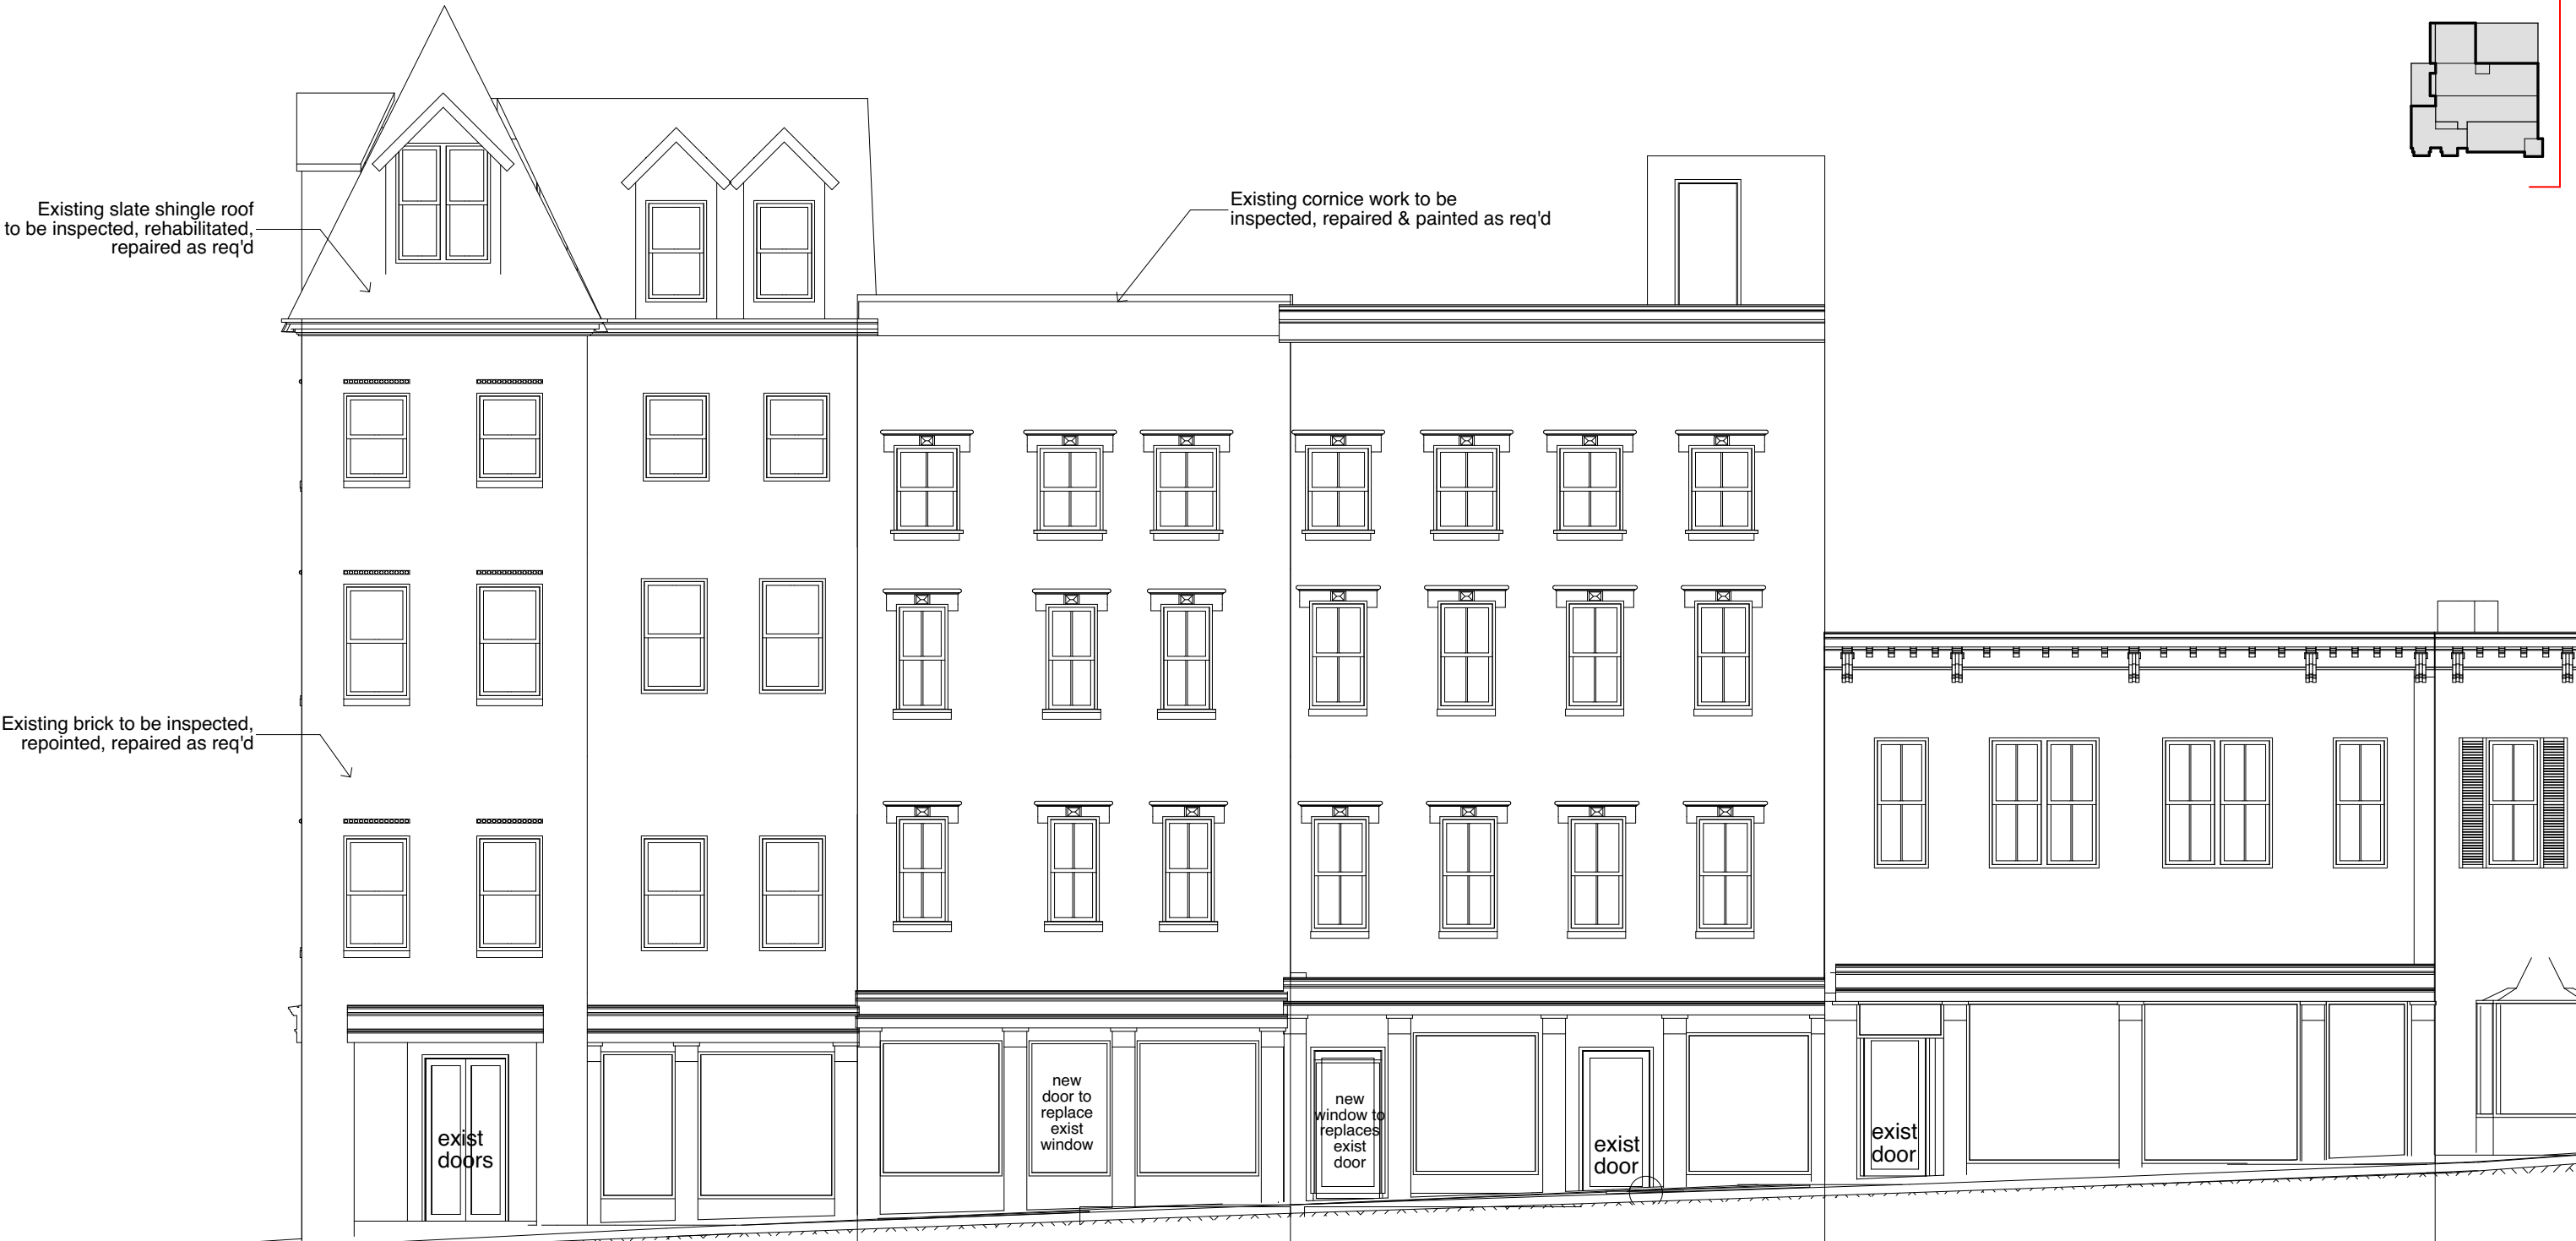 Existing slate shingle roof
to be inspected, rehabilitated,
repaired as req'd
Existing cornice work to be
inspected, repaired & painted as req'd
Existing brick to be inspected,
repointed, repaired as req'd
exist
doors
new
door to
replace
exist
window
new
window to
replaces
exist
door
exist
door
exist
door